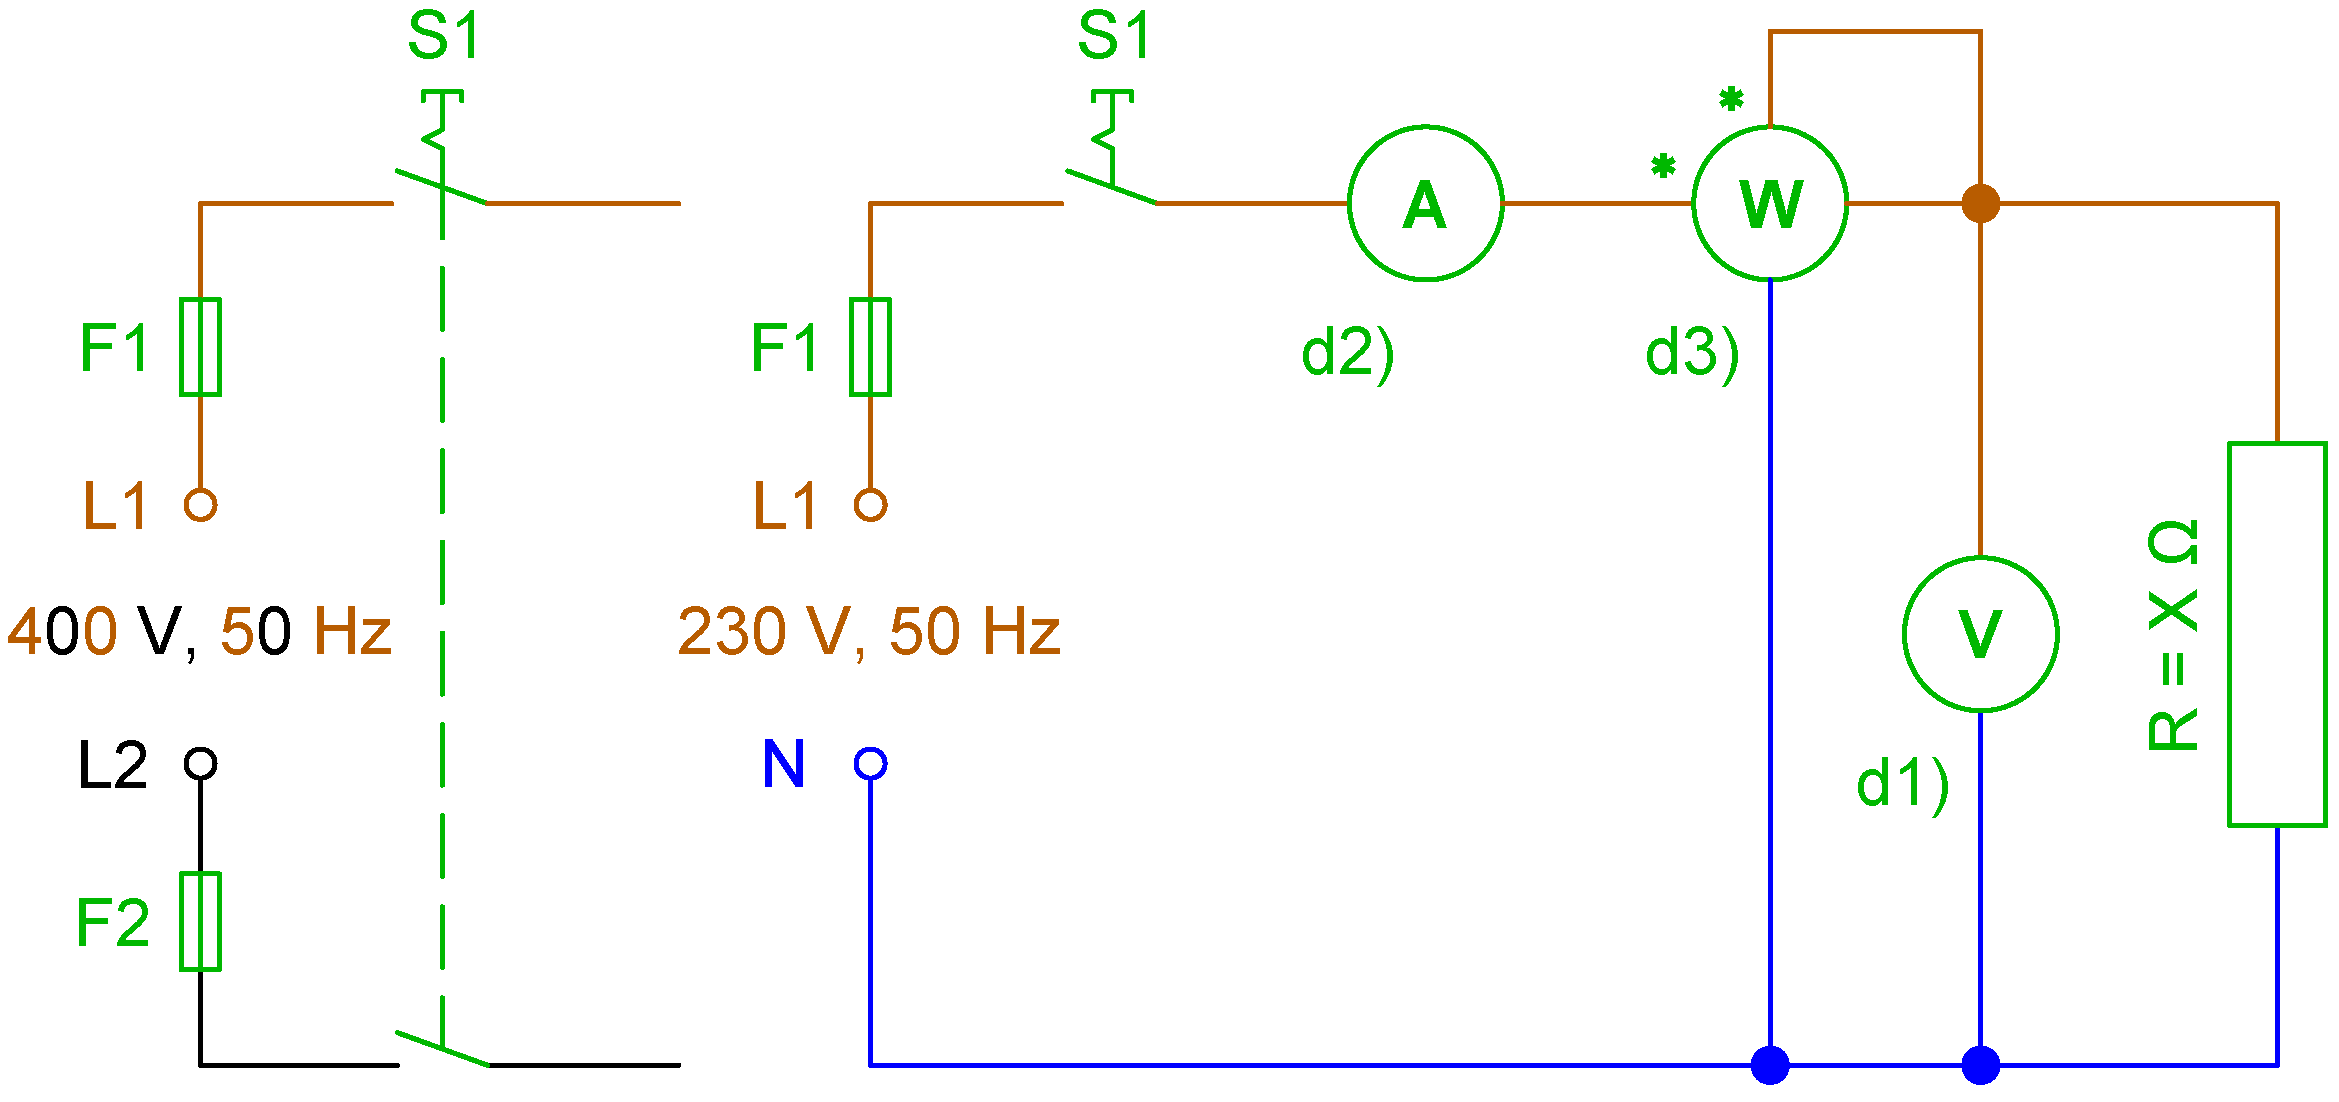 S1
S1
*
*
A
W
F1
F1
d2)
d3)
L1
L1
400 V, 50 Hz
230 V, 50 Hz
V
R = X Ω
L2
N
d1)
F2